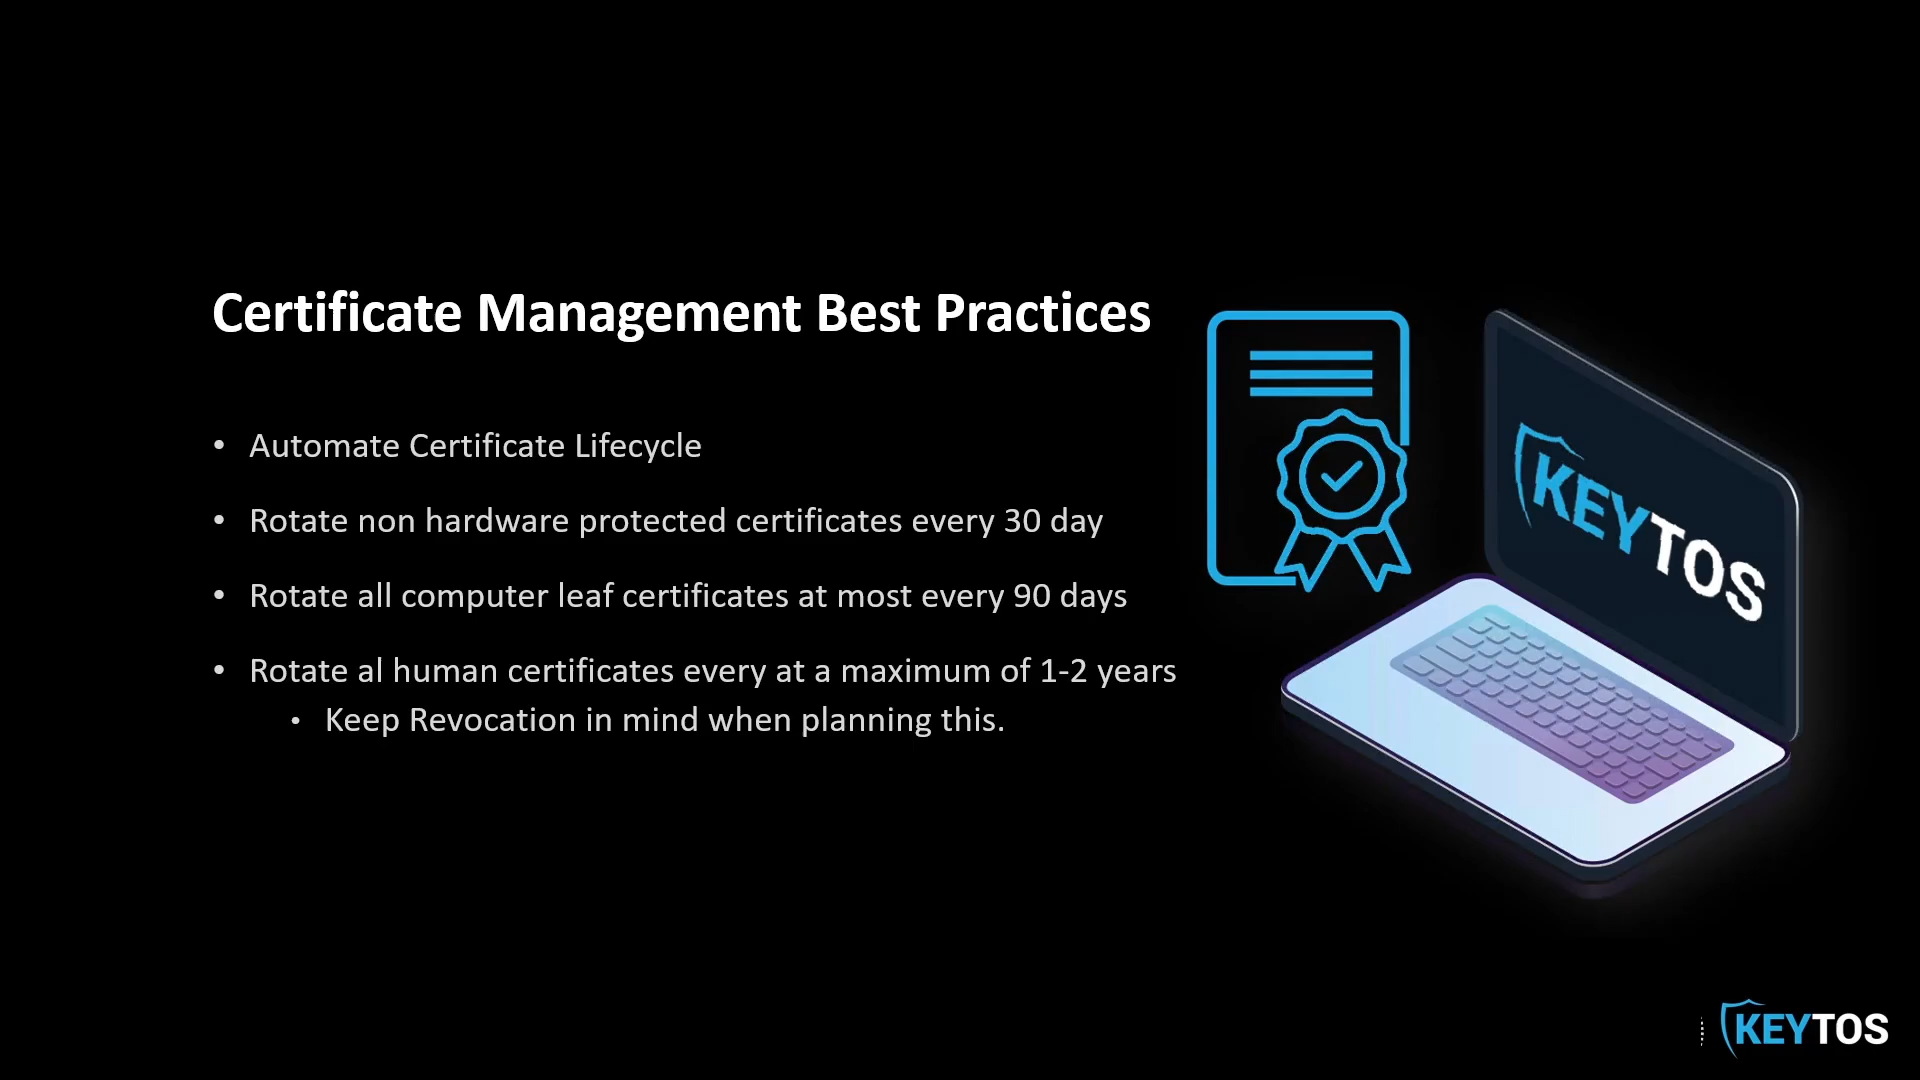 Certificate Management Best Practices
• Automate Certificate Lifecycle
• Rotate non hardware protected certificates every 30 day
• Rotate all computer leaf certificates at most every 90 days
• Rotate al human certificates every at a maximum of 1-2 years
• Keep Revocation in mind when planning this.
KEYTOS
KEYTOS